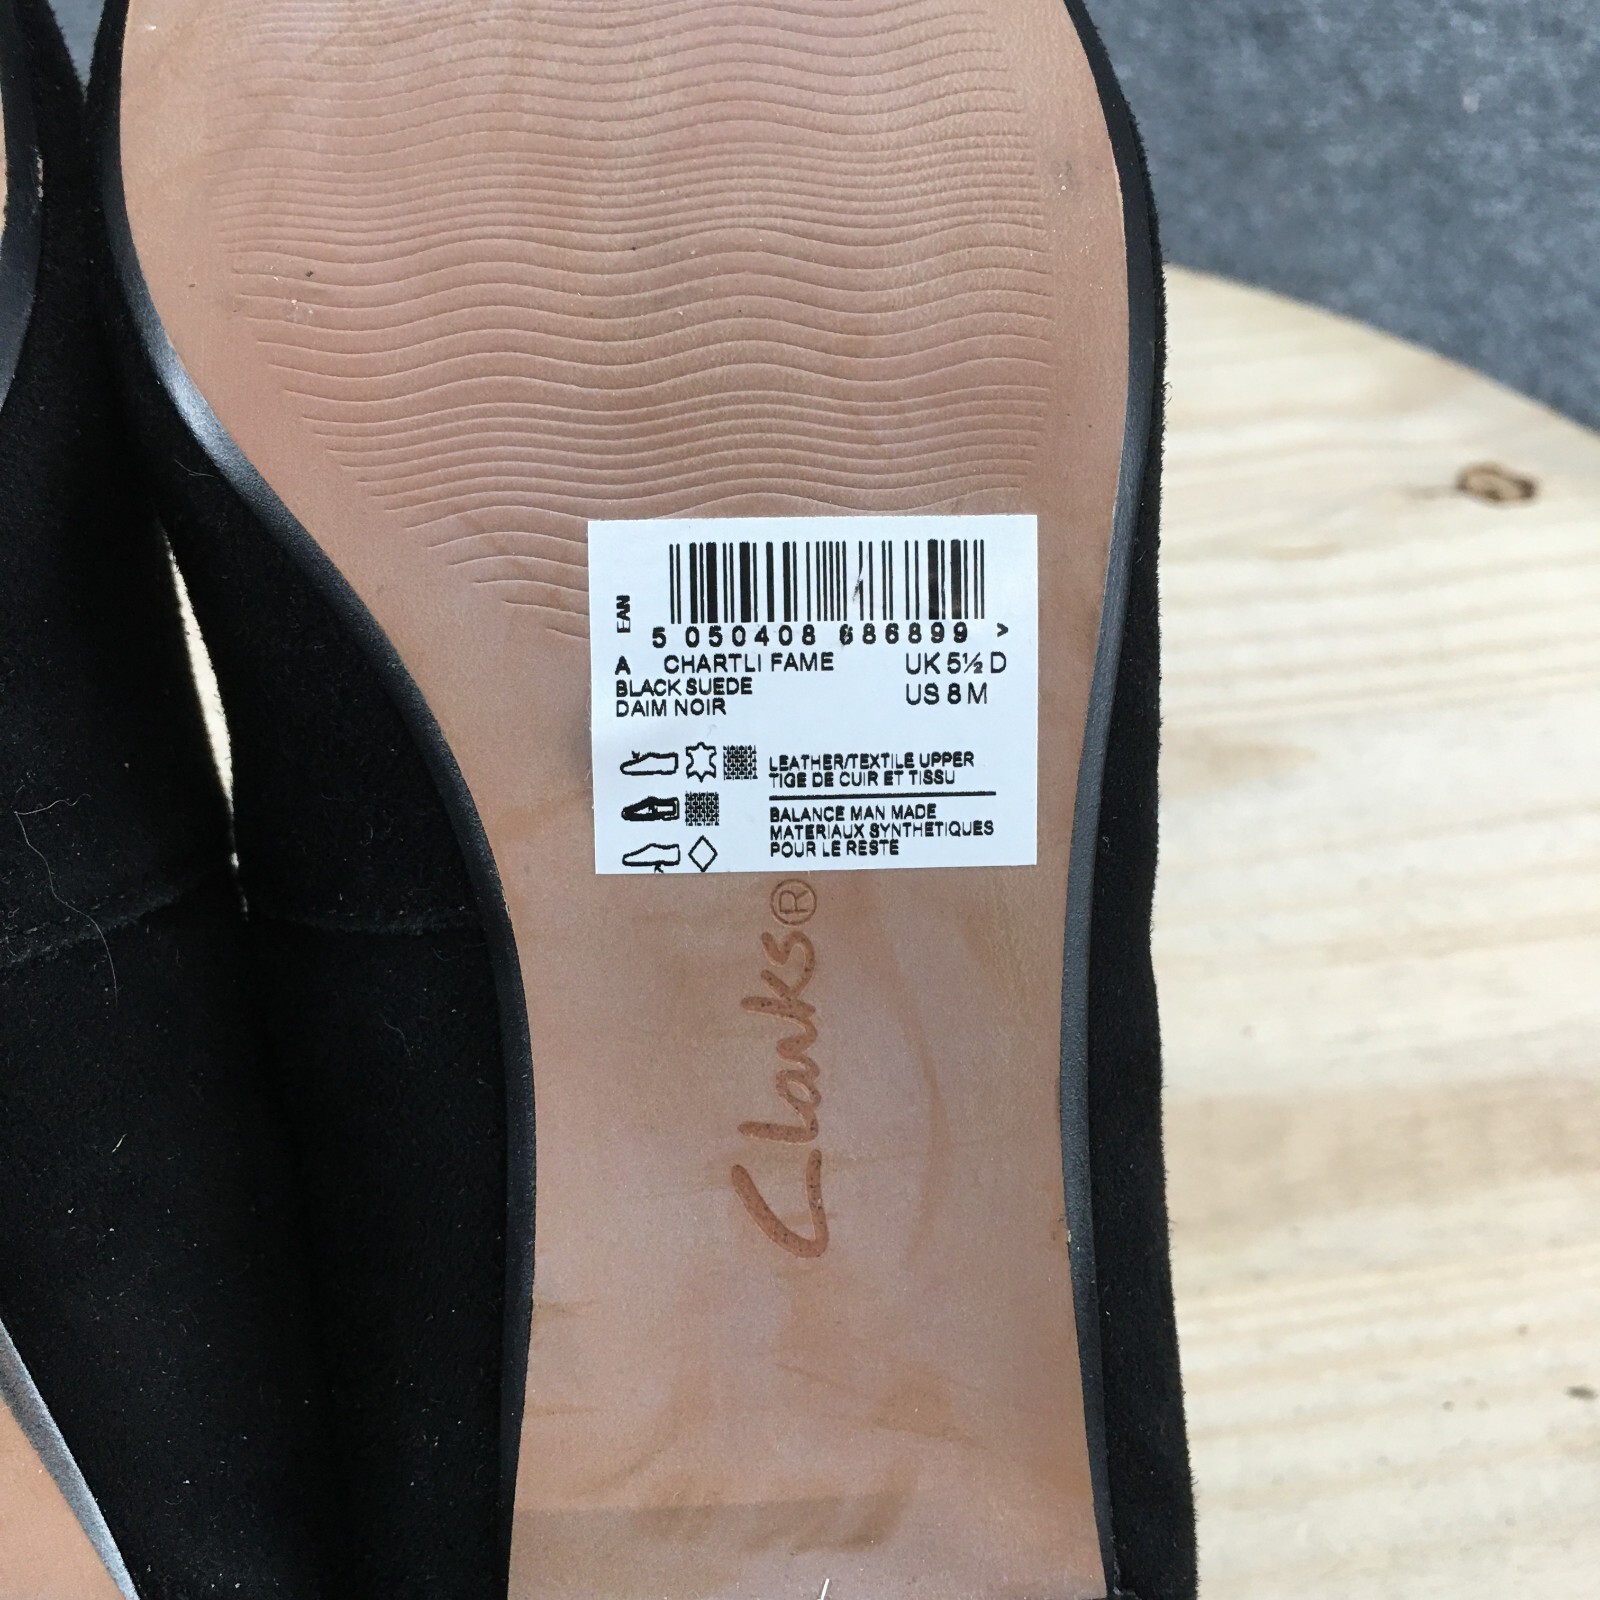 EAN
5 050408 686899 >
A CHARTLI FAME UK 5½ D
BLACK SUEDE US 8 M
DAIM NOIR
LEATHER/TEXTILE UPPER
TIGE DE CUIR ET TISSU
BALANCE MAN MADE
MATERIAUX SYNTHETIQUES
POUR LE RESTE
Clarks®